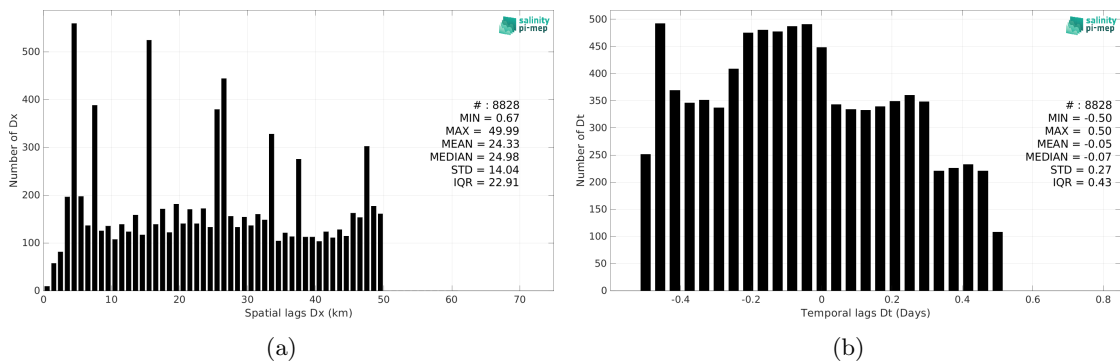 salinity
pi-mep
500
400
300
200
100
0
Number of Dx
# : 8828
MIN = 0.67
MAX = 49.99
MEAN = 24.33
MEDIAN = 24.98
STD = 14.04
IQR = 22.91
0 10 20 30 40 50 60 70
Spatial lags Dx (km)
(a)
salinity
pi-mep
500
450
400
350
300
250
200
150
100
50
0
Number of Dt
# : 8828
MIN = -0.50
MAX = 0.50
MEAN = -0.05
MEDIAN = -0.07
STD = 0.27
IQR = 0.43
-0.4 -0.2 0 0.2 0.4 0.6 0.8
Temporal lags Dt (Days)
(b)